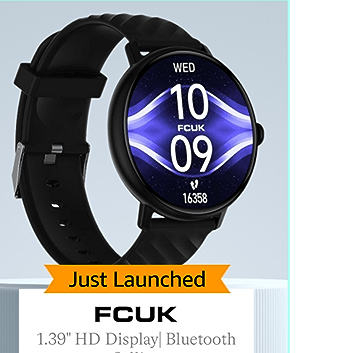 WED
10
FCUK
09
16358
Just Launched
FCUK
1.39" HD Display| Bluetooth